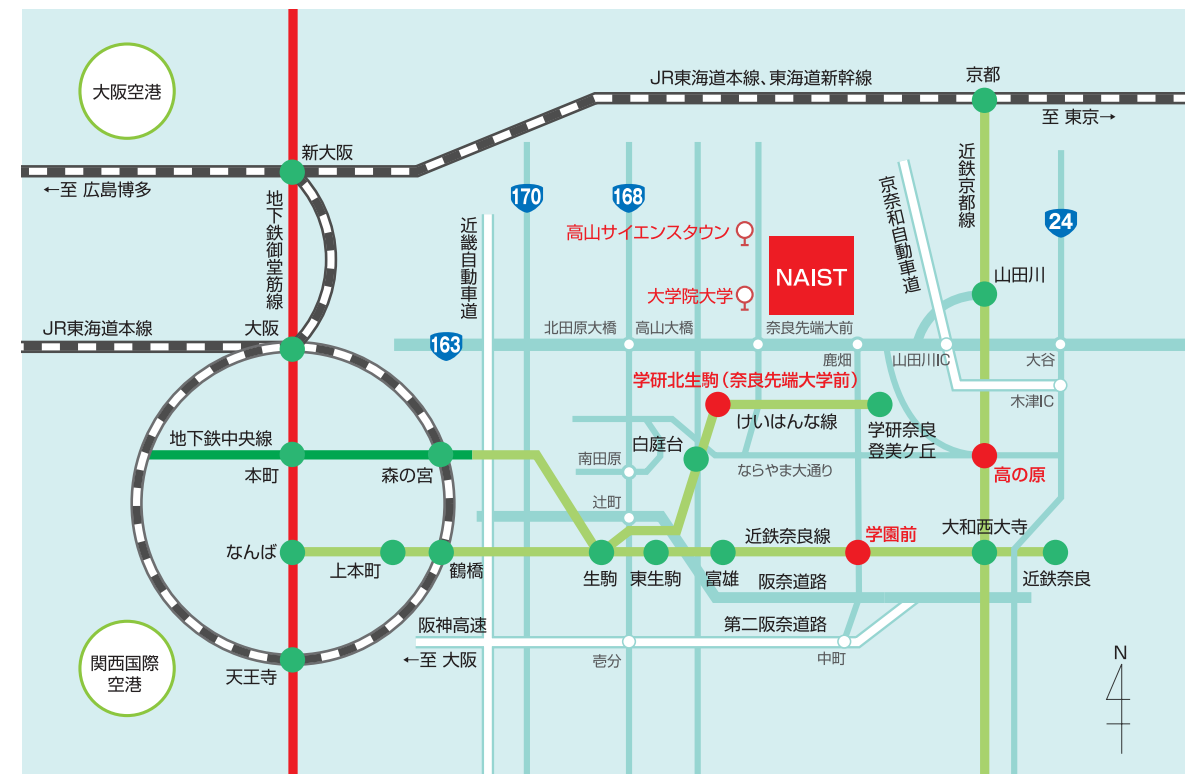 大阪空港
JR東海道本線、東海道新幹線
京都
至 東京→
新大阪
←至 広島博多
地下鉄御堂筋線
近畿自動車道
170
168
高山サイエンスタウン
大学院大学
NAIST
京奈和自動車道
近鉄京都線
24
山田川
JR東海道本線
大阪
163
北田原大橋
高山大橋
奈良先端大前
鹿畑
山田川IC
大谷
木津IC
学研北生駒(奈良先端大学前)
けいはんな線
学研奈良
登美ケ丘
地下鉄中央線
本町
森の宮
白庭台
南田原
ならやま大通り
高の原
辻町
なんば
上本町
鶴橋
生駒
東生駒
富雄
近鉄奈良線
学園前
大和西大寺
近鉄奈良
阪奈道路
阪神高速
第二阪奈道路
←至 大阪
壱分
中町
関西国際
空港
天王寺
N